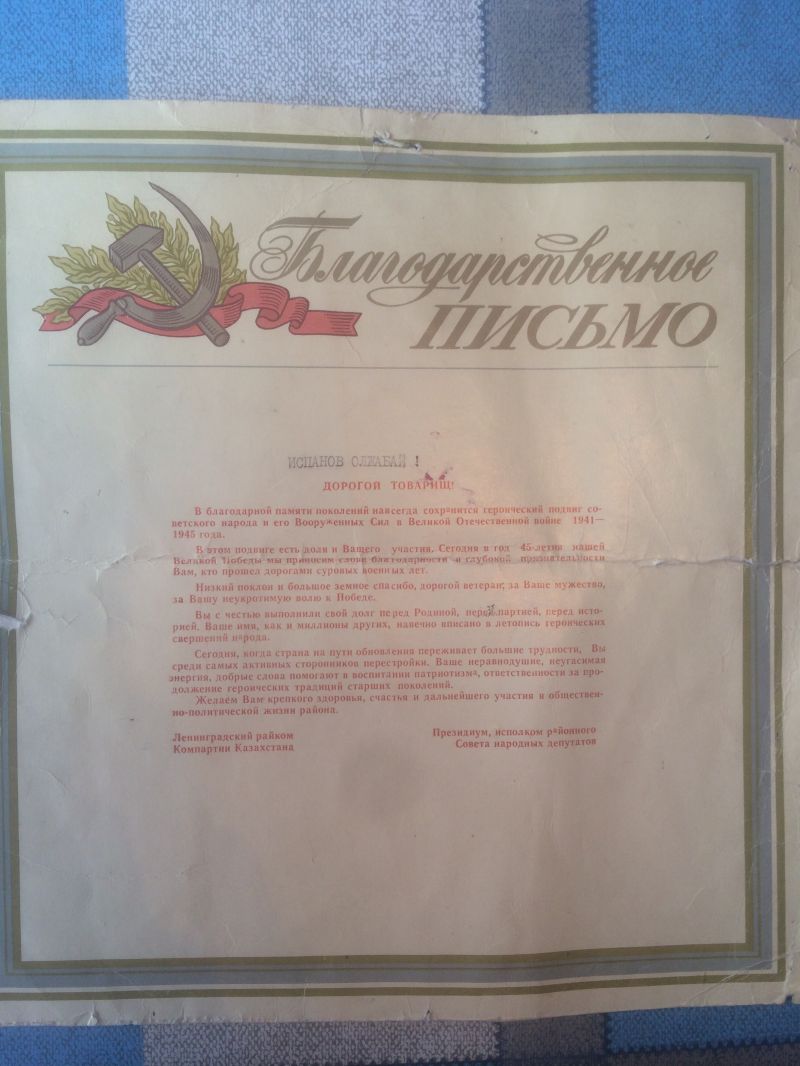 Благодарственное
ПИСЬМО
ИСПАНОВ ОЛЖАБАЙ !
ДОРОГОЙ ТОВАРИЩ!
В благодарной памяти поколений навсегда сохранится героический подвиг со-
ветского народа и его Вооруженных Сил в Великой Отечественной войне 1941—
1945 года.
В этом подвиге есть доля и Вашего участия. Сегодня в год 45-летия нашей
Великой Победы мы приносим слова благодарности и глубокой признательности
Вам, кто прошел дорогами суровых военных лет.
Низкий поклон и большое земное спасибо, дорогой ветеран, за Ваше мужество,
за Вашу неукротимую волю к Победе.
Вы с честью выполнили свой долг перед Родиной, перед партией, перед исто-
рией. Ваше имя, как и миллионы других, навечно вписано в летопись героических
свершений народа.
Сегодня, когда страна на пути обновления переживает большие трудности, Вы
среди самых активных сторонников перестройки. Ваше неравнодушие, неугасимая
энергия, добрые слова помогают в воспитании патриотизма, ответственности за про-
должение героических традиций старших поколений.
Желаем Вам крепкого здоровья, счастья и дальнейшего участия в обществен-
но-политической жизни района.
Ленинградский райком
Компартии Казахстана
Президиум, исполком районного
Совета народных депутатов